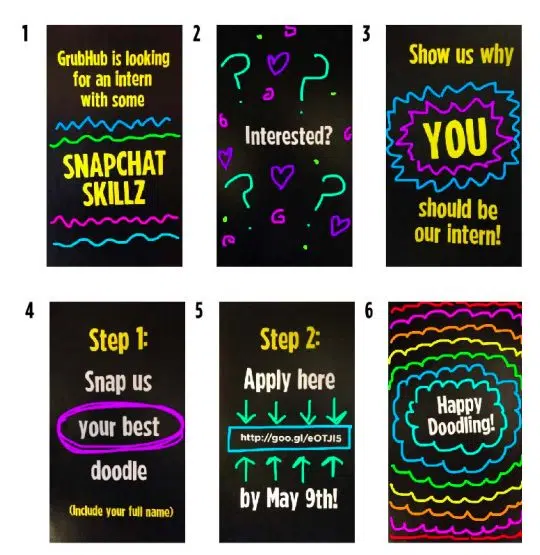 1
GrubHub is looking
for an intern
with some
SNAPCHAT
SKILLZ
2
Interested?
3
Show us why
YOU
should be
our intern!
4
Step 1:
Snap us
your best
doodle
(Include your full name)
5
Step 2:
Apply here
http://goo.gl/eOTJI5
by May 9th!
6
Happy
Doodling!